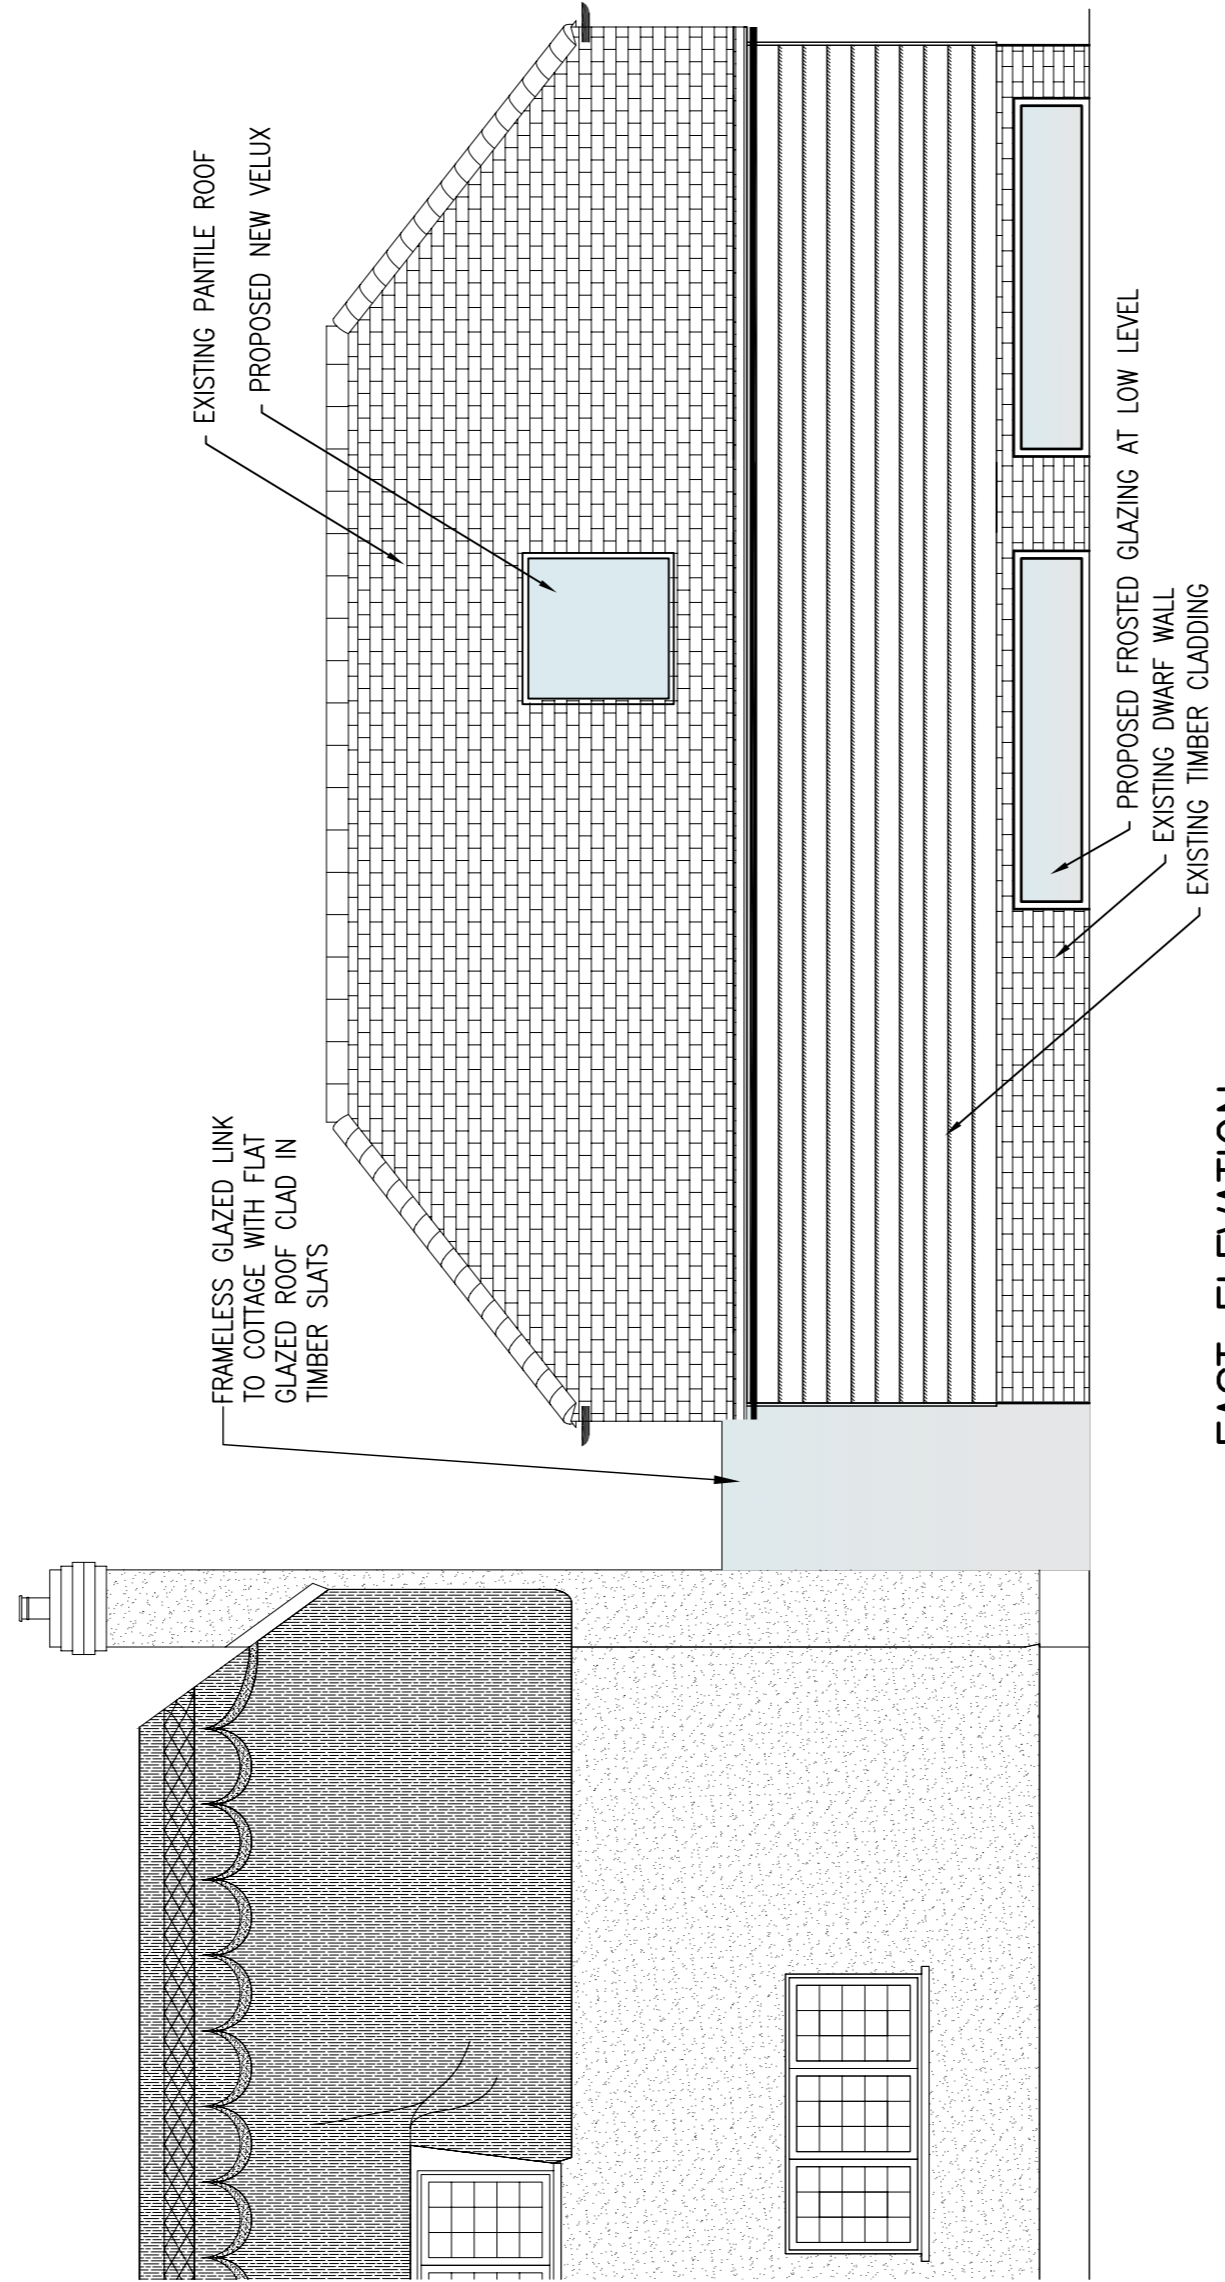 FRAMELESS GLAZED LINK
TO COTTAGE WITH FLAT
GLAZED ROOF CLAD IN
TIMBER SLATS
EXISTING PANTILE ROOF
PROPOSED NEW VELUX
PROPOSED FROSTED GLAZING AT LOW LEVEL
EXISTING DWARF WALL
EXISTING TIMBER CLADDING
EAST ELEVATION